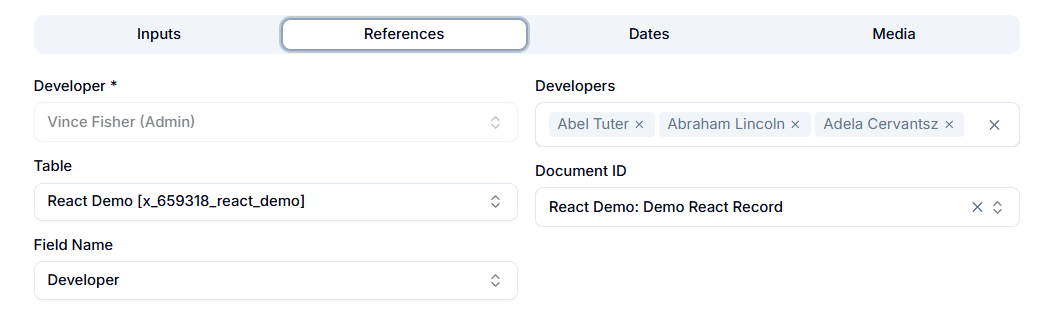 Inputs
References
Dates
Media
Developer *
Vince Fisher (Admin)
Developers
Abel Tuter × Abraham Lincoln × Adela Cervantsz ×
Table
React Demo [x_659318_react_demo]
Document ID
React Demo: Demo React Record
Field Name
Developer